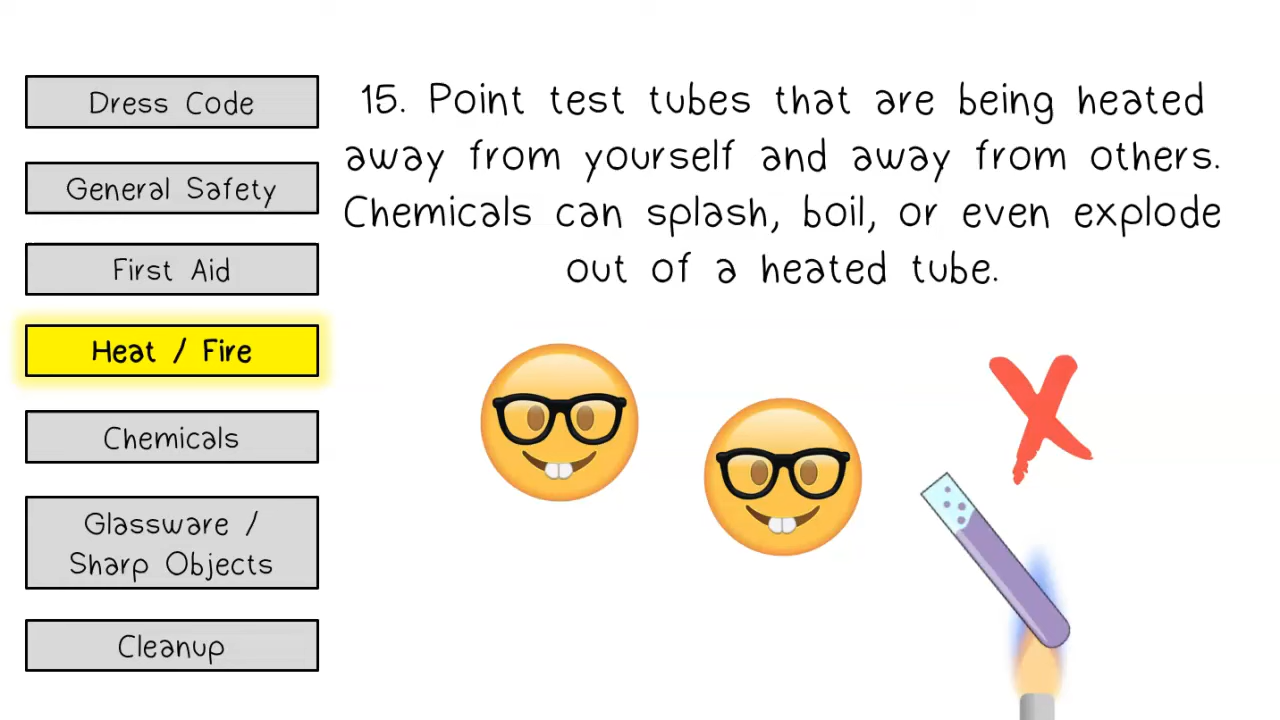 Dress Code
General Safety
First Aid
Heat / Fire
Chemicals
Glassware /
Sharp Objects
Cleanup
15. Point test tubes that are being heated
away from yourself and away from others.
Chemicals can splash, boil, or even explode
out of a heated tube.